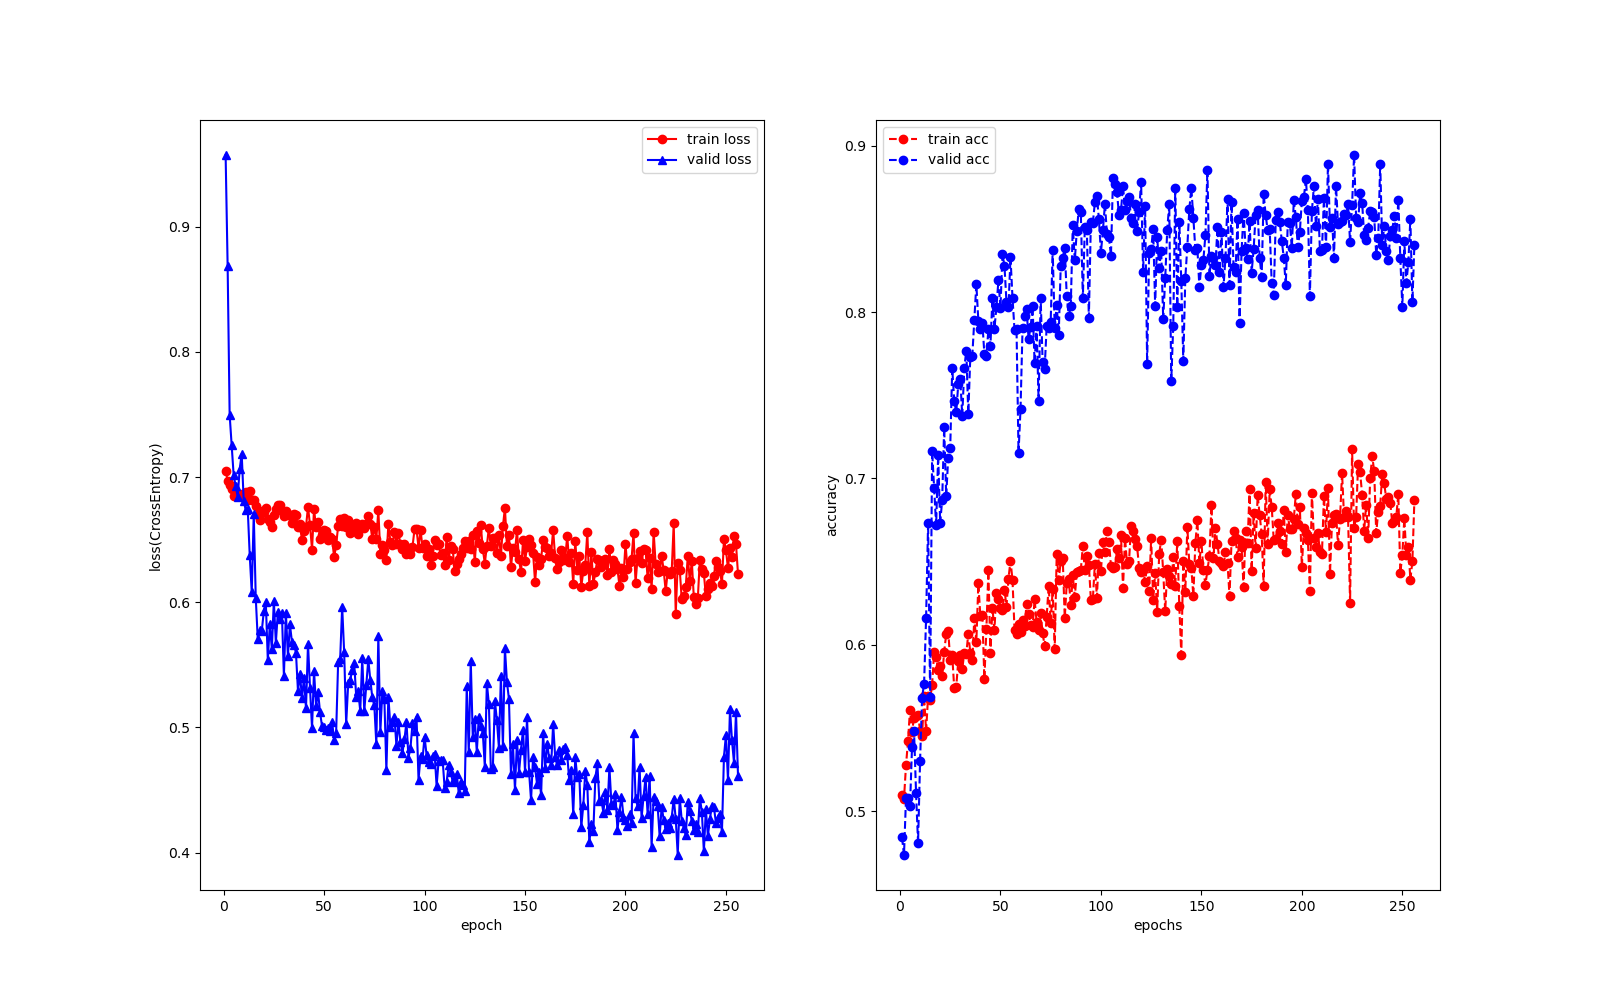 train loss
valid loss
0.9
0.8
0.7
0.6
0.5
0.4
loss(CrossEntropy)
0
50
100
150
200
250
epoch
train acc
valid acc
0.9
0.8
0.7
0.6
0.5
accuracy
0
50
100
150
200
250
epochs